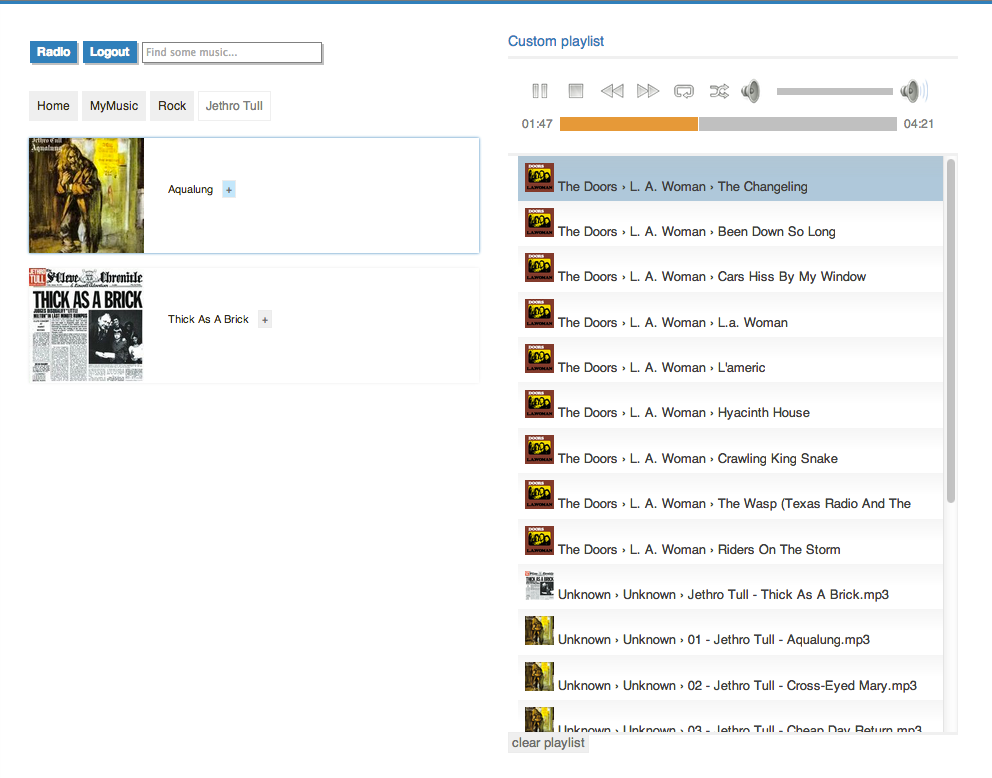 Radio
Logout
Find some music...
Home
MyMusic
Rock
Jethro Tull
Jethro Tull
Aqualung
Aqualung +
JETHRO TULL
Chronicle
THICK AS A BRICK
Thick As A Brick +
Custom playlist
01:47
04:21
DOORS
L.A.WOMAN
The Doors › L. A. Woman › The Changeling
The Doors › L. A. Woman › Been Down So Long
The Doors › L. A. Woman › Cars Hiss By My Window
The Doors › L. A. Woman › L.a. Woman
The Doors › L. A. Woman › L'americ
The Doors › L. A. Woman › Hyacinth House
The Doors › L. A. Woman › Crawling King Snake
The Doors › L. A. Woman › The Wasp (Texas Radio And The
The Doors › L. A. Woman › Riders On The Storm
Unknown › Unknown › Jethro Tull - Thick As A Brick.mp3
Unknown › Unknown › 01 - Jethro Tull - Aqualung.mp3
Unknown › Unknown › 02 - Jethro Tull - Cross-Eyed Mary.mp3
Unknown › Unknown › 03 - Jethro Tull - Cheap Day Return.mp3
clear playlist